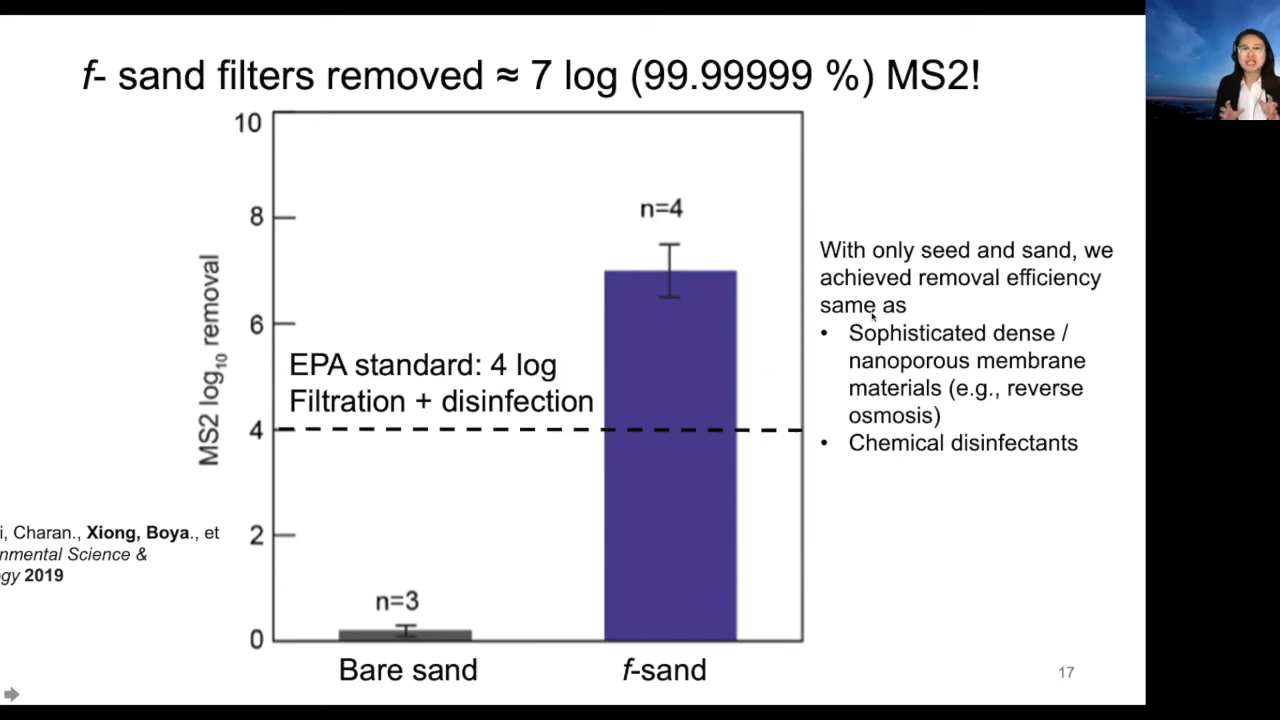 f- sand filters removed ≈ 7 log (99.99999 %) MS2!
10
8
6
4
2
0
MS2 log10 removal
n=4
n=3
EPA standard: 4 log
Filtration + disinfection
Bare sand
f-sand
With only seed and sand, we
achieved removal efficiency
same as
• Sophisticated dense /
nanoporous membrane
materials (e.g., reverse
osmosis)
• Chemical disinfectants
i, Charan., Xiong, Boya., et
nmental Science &
gy 2019
17